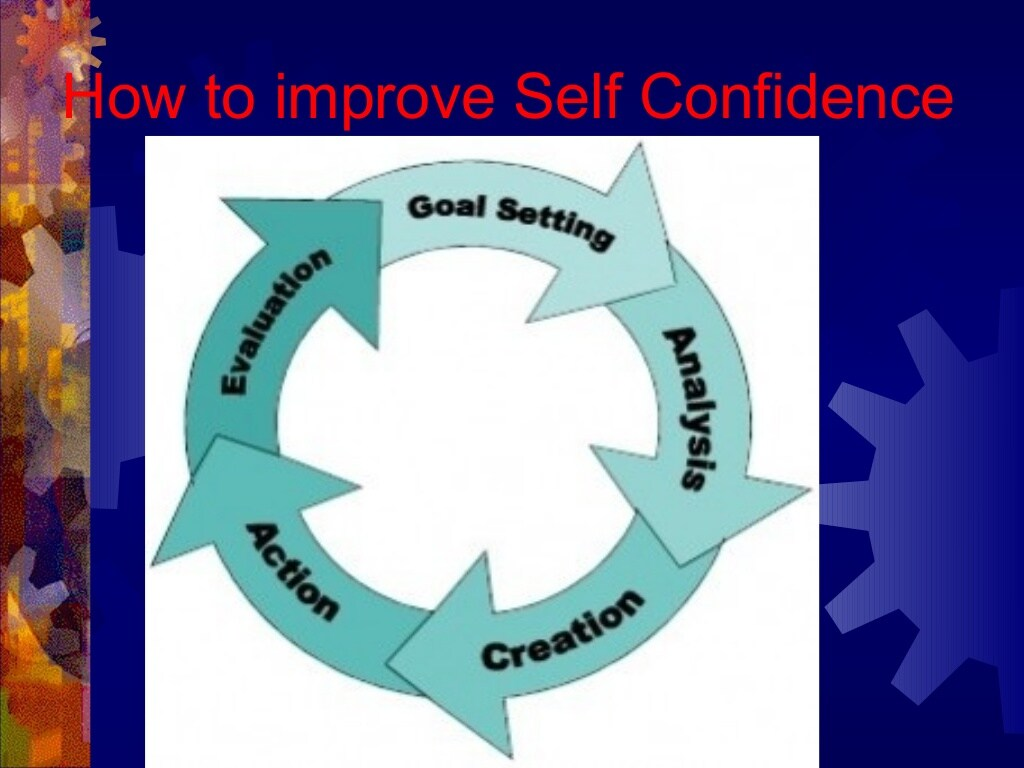 How to improve Self Confidence
Goal Setting
Analysis
Creation
Action
Evaluation